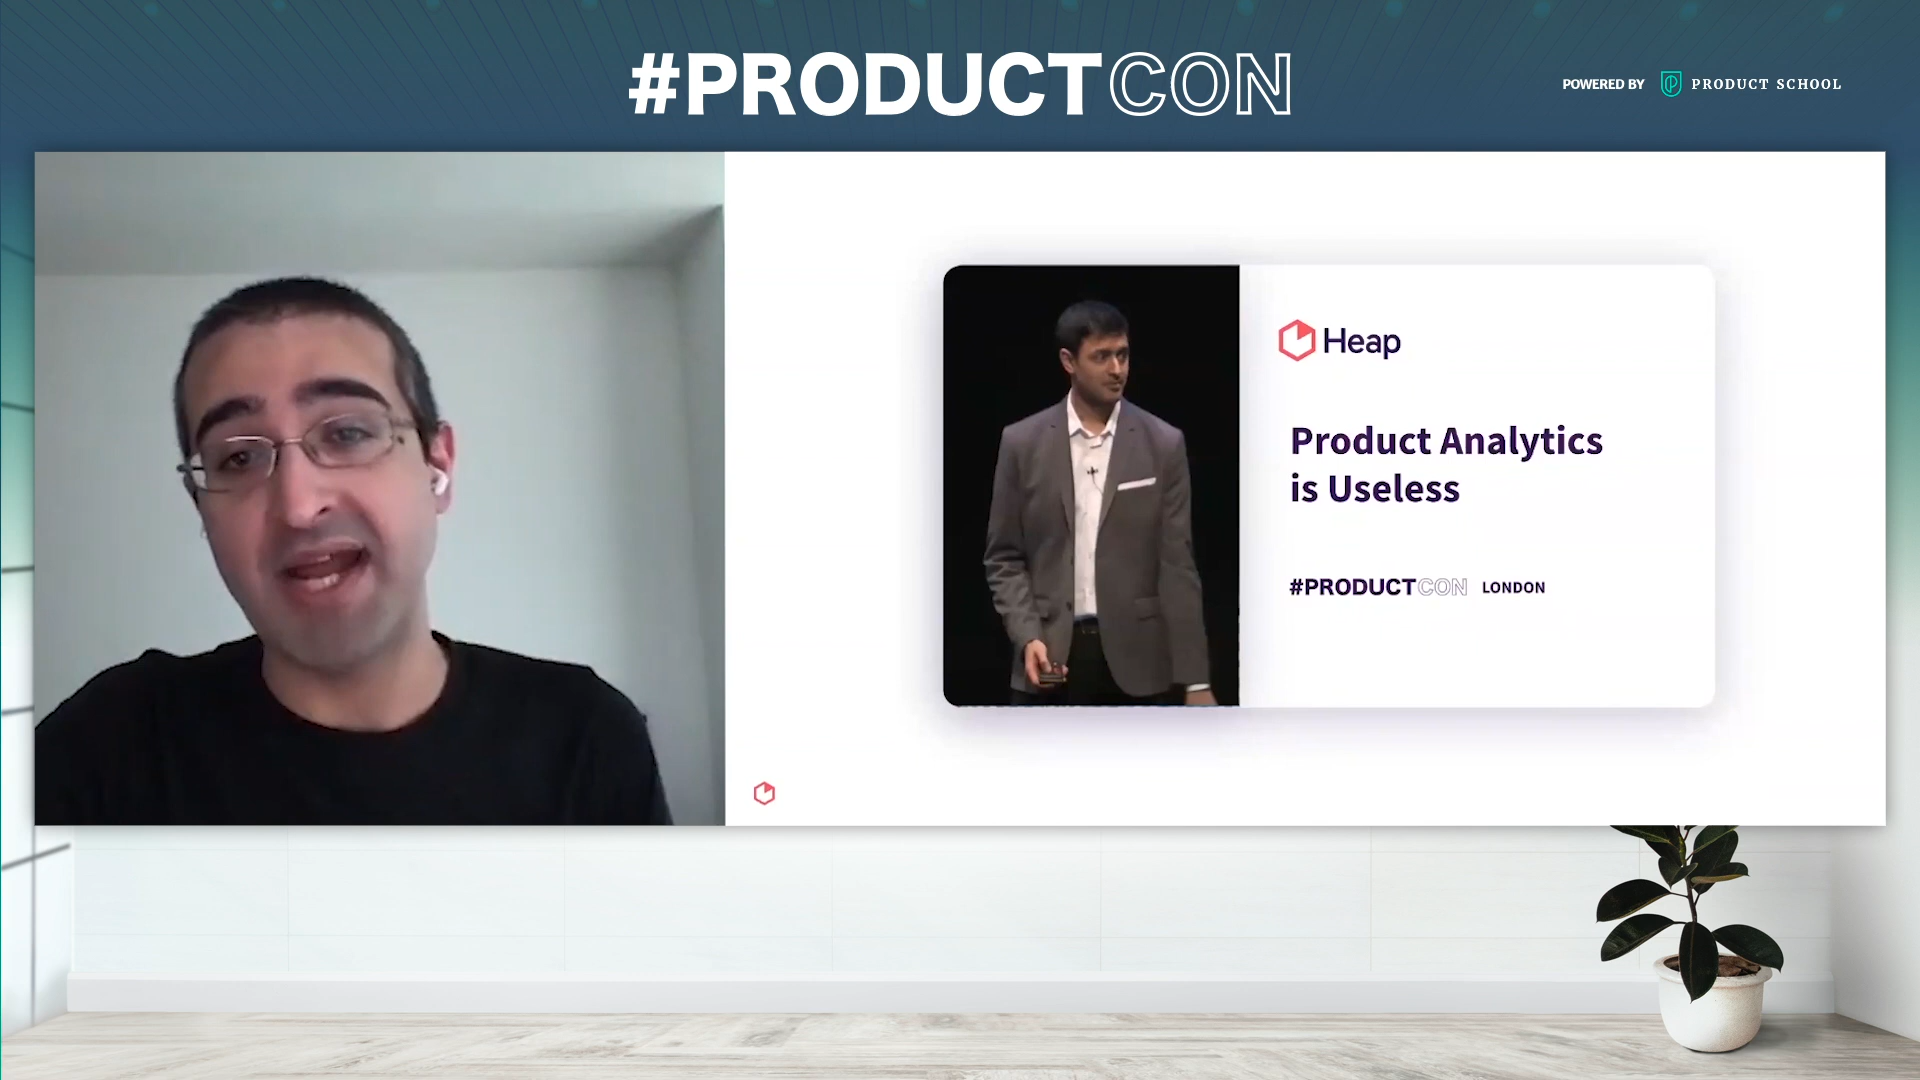 #PRODUCTCON
POWERED BY PRODUCT SCHOOL
Heap
Product Analytics
is Useless
#PRODUCTCON LONDON